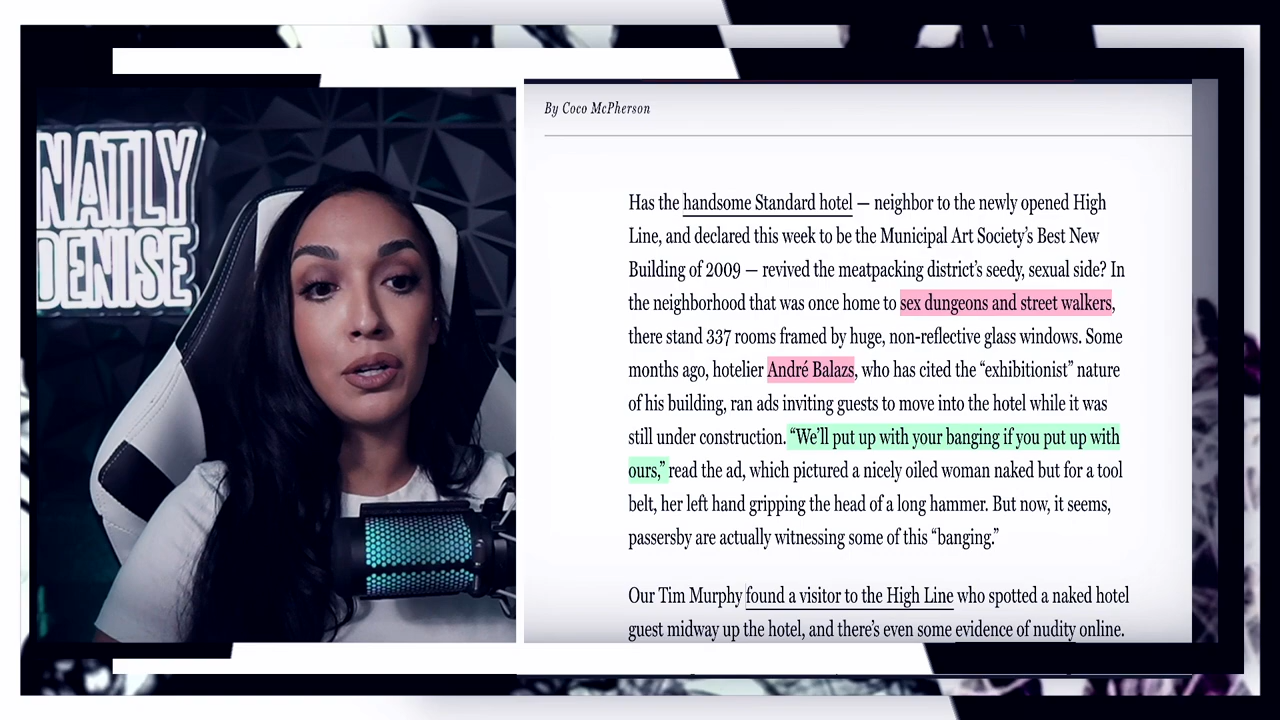 NATLY
DENISE
By Coco McPherson
Has the handsome Standard hotel — neighbor to the newly opened High
Line, and declared this week to be the Municipal Art Society’s Best New
Building of 2009 — revived the meatpacking district’s seedy, sexual side? In
the neighborhood that was once home to sex dungeons and street walkers,
there stand 337 rooms framed by huge, non-reflective glass windows. Some
months ago, hotelier André Balazs, who has cited the “exhibitionist” nature
of his building, ran ads inviting guests to move into the hotel while it was
still under construction. “We’ll put up with your banging if you put up with
ours,” read the ad, which pictured a nicely oiled woman naked but for a tool
belt, her left hand gripping the head of a long hammer. But now, it seems,
passersby are actually witnessing some of this “banging.”
Our Tim Murphy found a visitor to the High Line who spotted a naked hotel
guest midway up the hotel, and there’s even some evidence of nudity online.